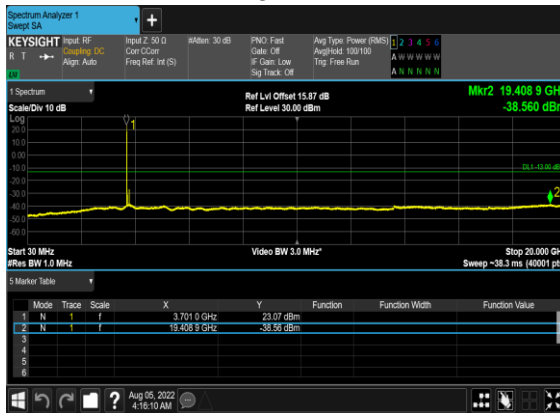 Spectrum Analyzer 1
Swept SA
+
KEYSIGHT Input: RF Input Z: 50 Ω #Atten: 30 dB PNO: Fast Avg Type: Power (RMS) 1 2 3 4 5 6
R T Coupling: DC Corr CCorr Gate: Off Avg|Hold: 100/100 A W W W W W
Align: Auto Freq Ref: Int (S) IF Gain: Low Trig: Free Run
Sig Track: Off A N N N N N
1 Spectrum Ref Lvl Offset 15.87 dB Mkr2 19.408 9 GH
Scale/Div 10 dB Ref Level 30.00 dBm -38.560 dB
Log
20.0
10.0
0.00
-10.0
DL1 -13.00 dB
-20.0
-30.0
-40.0
-50.0
-60.0
1
2
Start 30 MHz Video BW 3.0 MHz* Stop 20.000 GH
#Res BW 1.0 MHz Sweep ~38.3 ms (40001 pt
5 Marker Table
Mode Trace Scale X Y Function Function Width Function Value
1 N 1 f 3.701 0 GHz 23.07 dBm
2 N 1 f 19.408 9 GHz -38.56 dBm
3
4
5
6
? Aug 05, 2022
4:16:10 AM